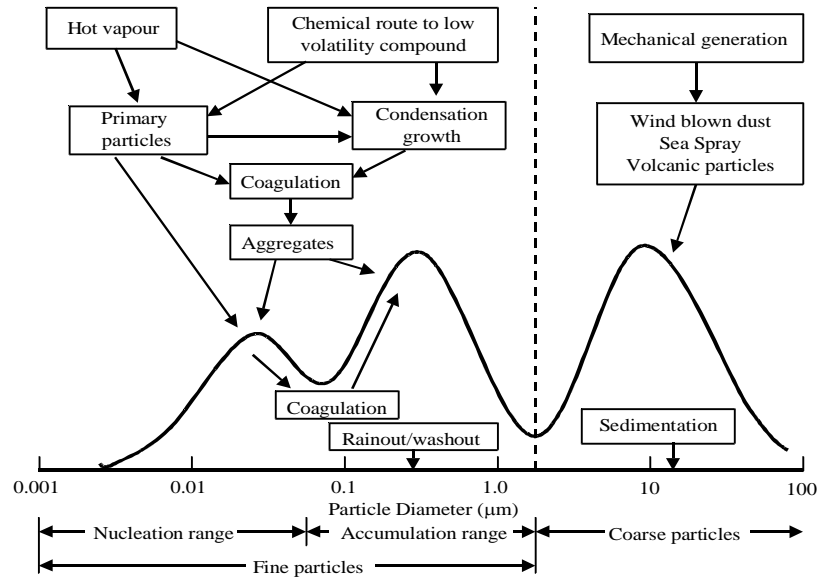 Hot vapour
Chemical route to low
volatility compound
Mechanical generation
Primary
particles
Condensation
growth
Wind blown dust
Sea Spray
Volcanic particles
Coagulation
Aggregates
Coagulation
Rainout/washout
Sedimentation
0.001
0.01
0.1
1.0
10
100
Particle Diameter (μm)
Nucleation range
Accumulation range
Coarse particles
Fine particles